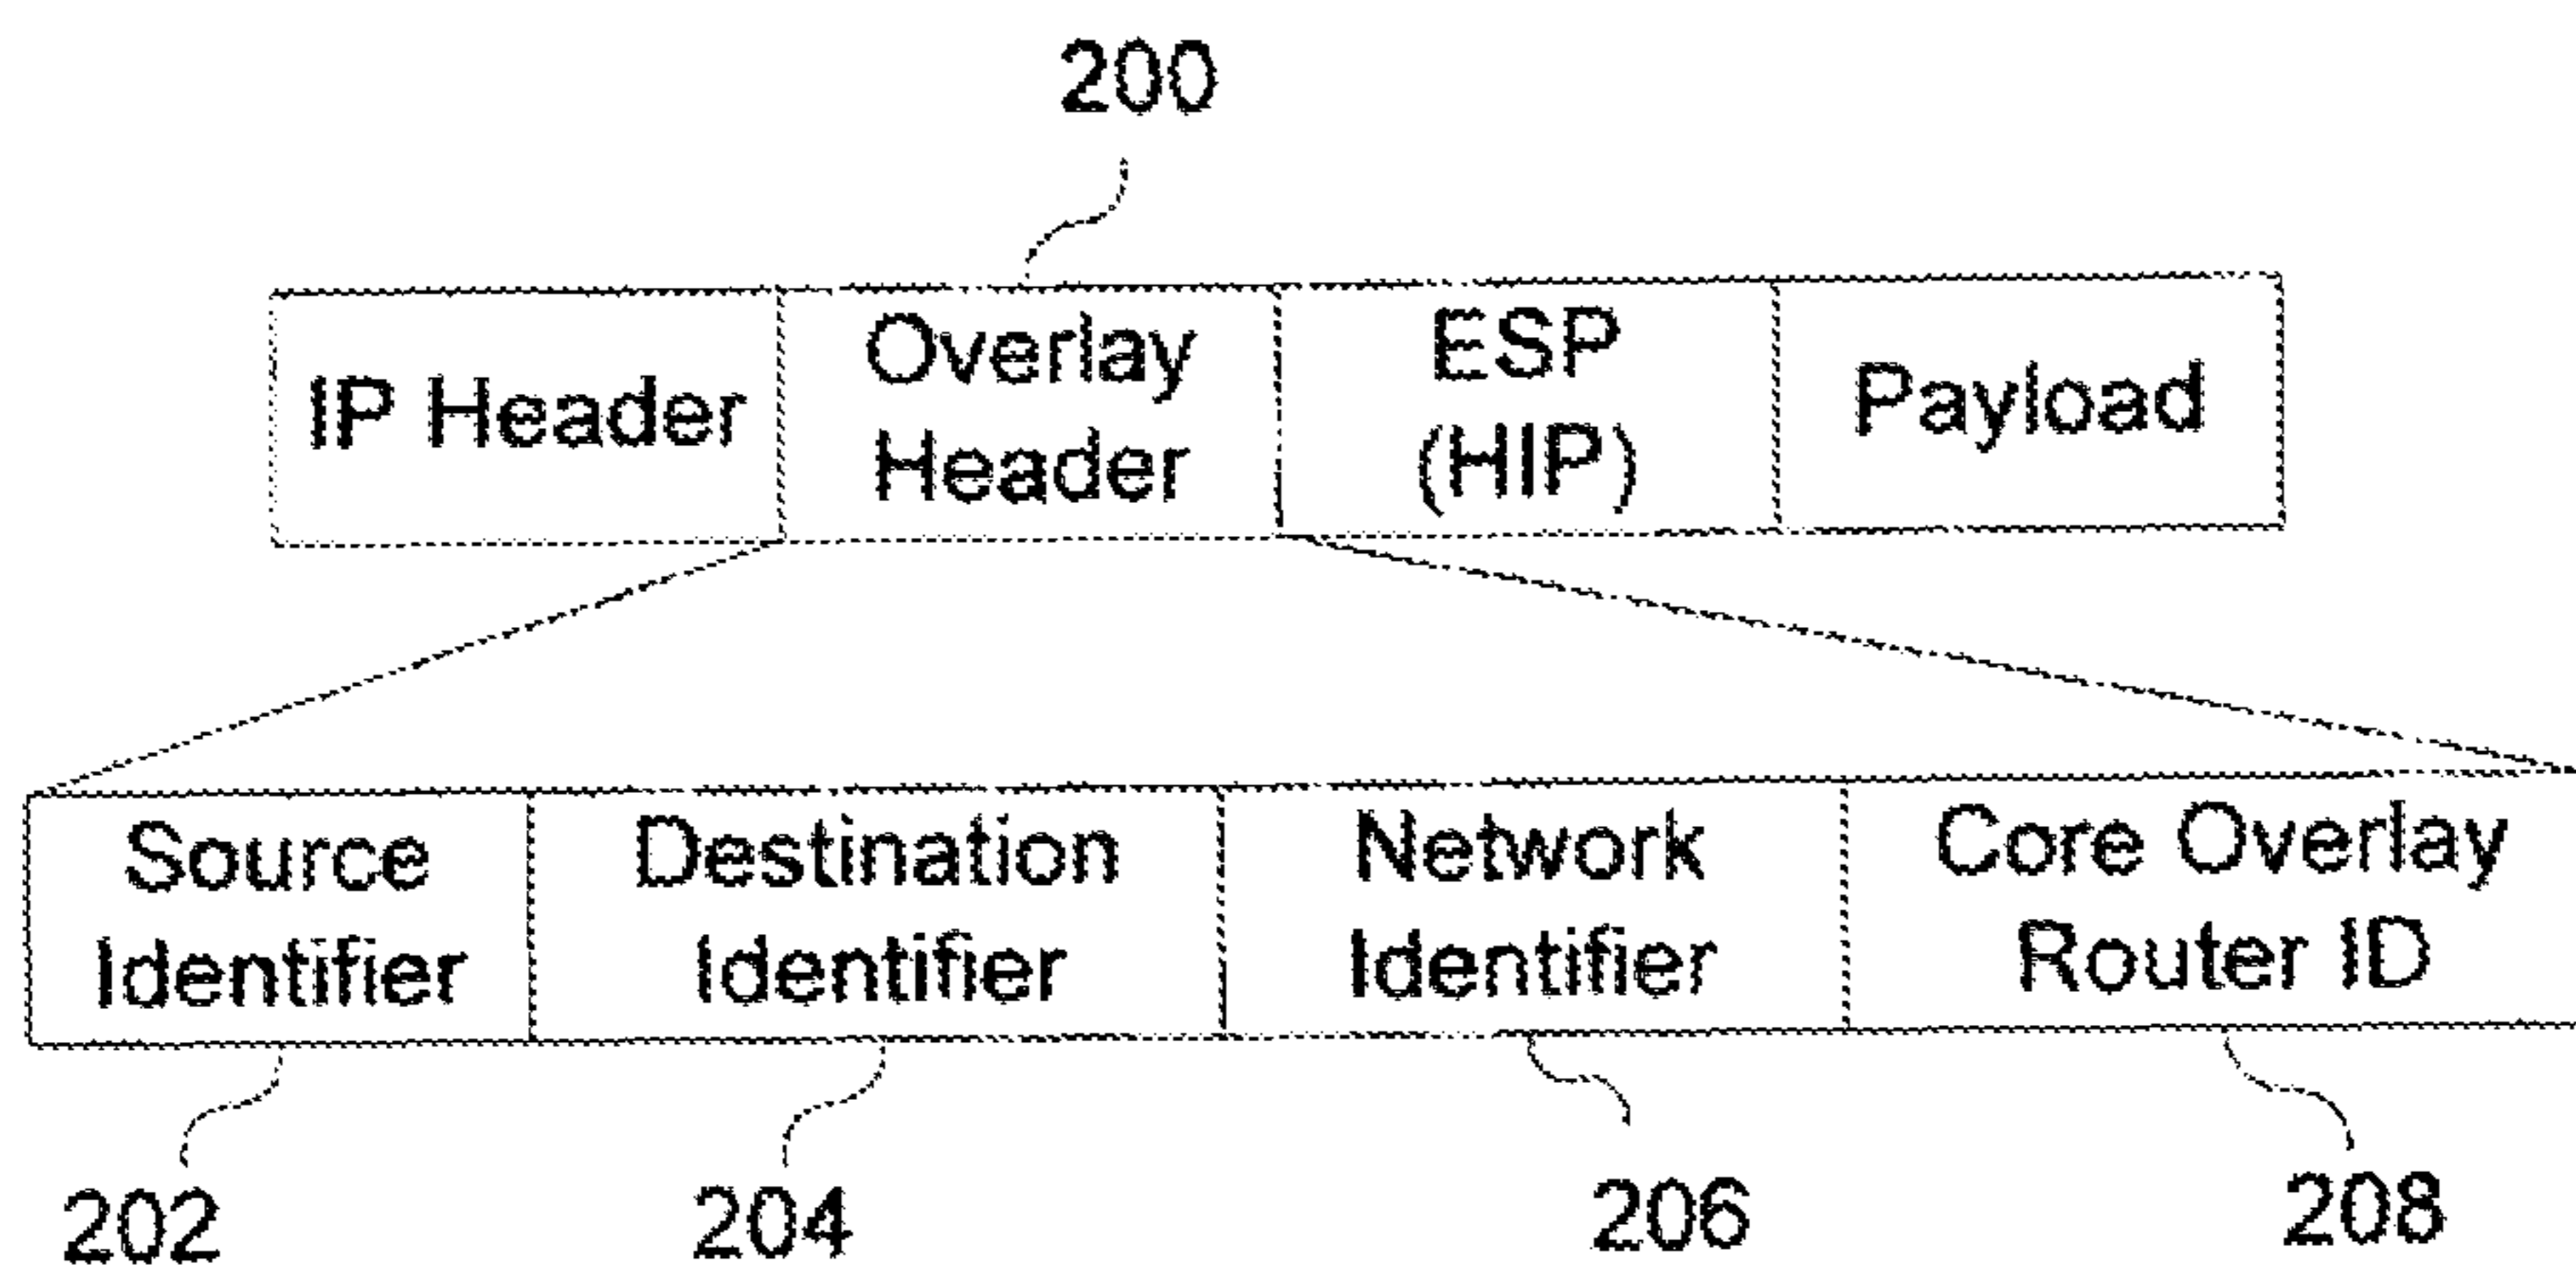 200
IP Header
Overlay
Header
ESP
(HIP)
Payload
Source
Identifier
Destination
Identifier
Network
Identifier
Core Overlay
Router ID
202
204
206
208